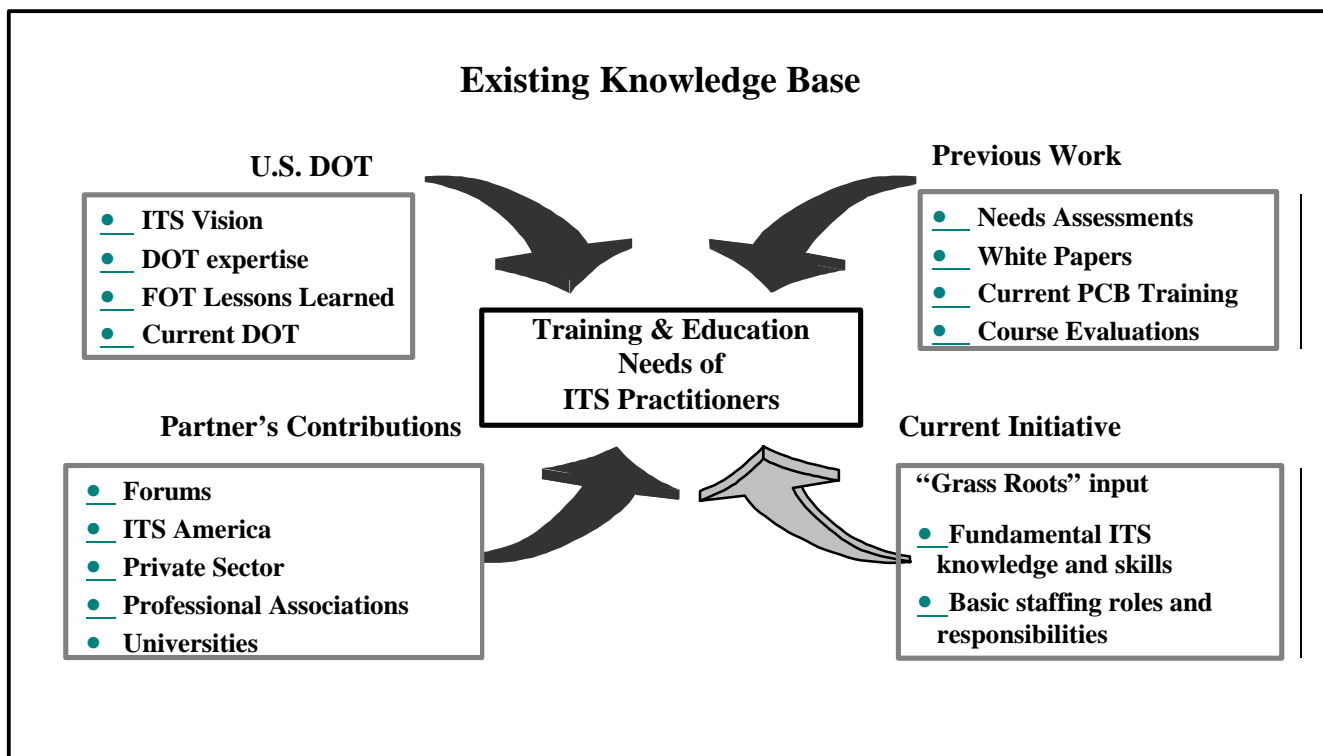 Existing Knowledge Base
U.S. DOT
• ITS Vision
• DOT expertise
• FOT Lessons Learned
• Current DOT
Previous Work
• Needs Assessments
• White Papers
• Current PCB Training
• Course Evaluations
Training & Education
Needs of
ITS Practitioners
Partner’s Contributions
• Forums
• ITS America
• Private Sector
• Professional Associations
• Universities
Current Initiative
“Grass Roots” input
• Fundamental ITS
knowledge and skills
• Basic staffing roles and
responsibilities